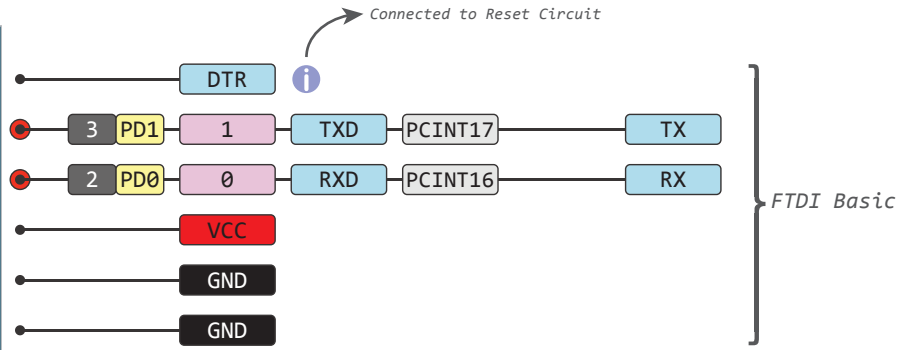 Connected to Reset Circuit
DTR
3 PD1 1 TXD PCINT17 TX
2 PD0 0 RXD PCINT16 RX
FTDI Basic
VCC
GND
GND